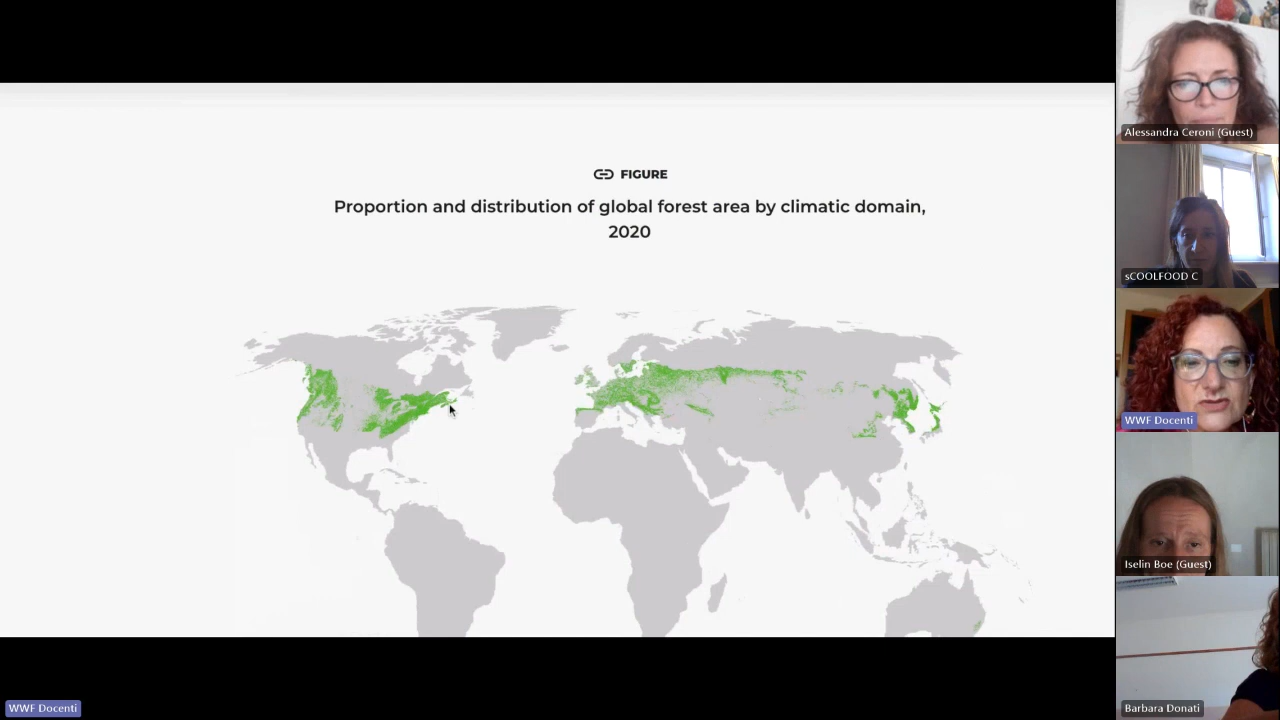 FIGURE
Proportion and distribution of global forest area by climatic domain,
2020
Alessandra Ceroni (Guest)
sCOOLFOOD C
WWF Docenti
Iselin Boe (Guest)
Barbara Donati
WWF Docenti